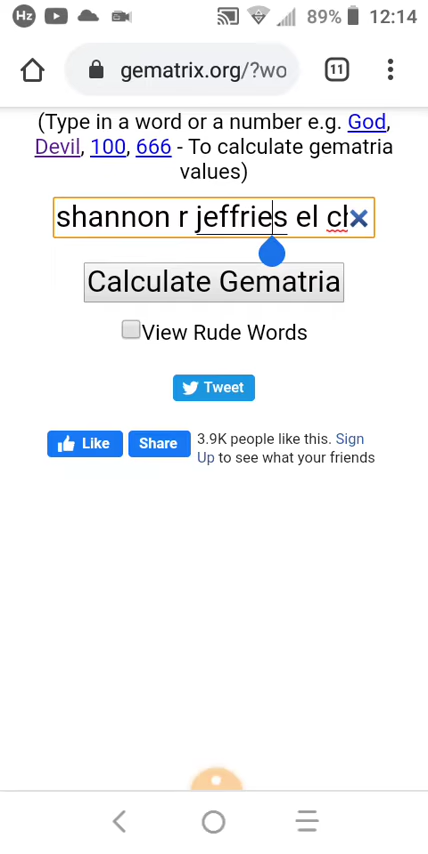 Hz 89% 12:14
gematrix.org/?wo 11
(Type in a word or a number e.g. God,
Devil, 100, 666 - To calculate gematria
values)
shannon r jeffries el
Calculate Gematria
View Rude Words
Tweet
Like Share 3.9K people like this. Sign
Up to see what your friends